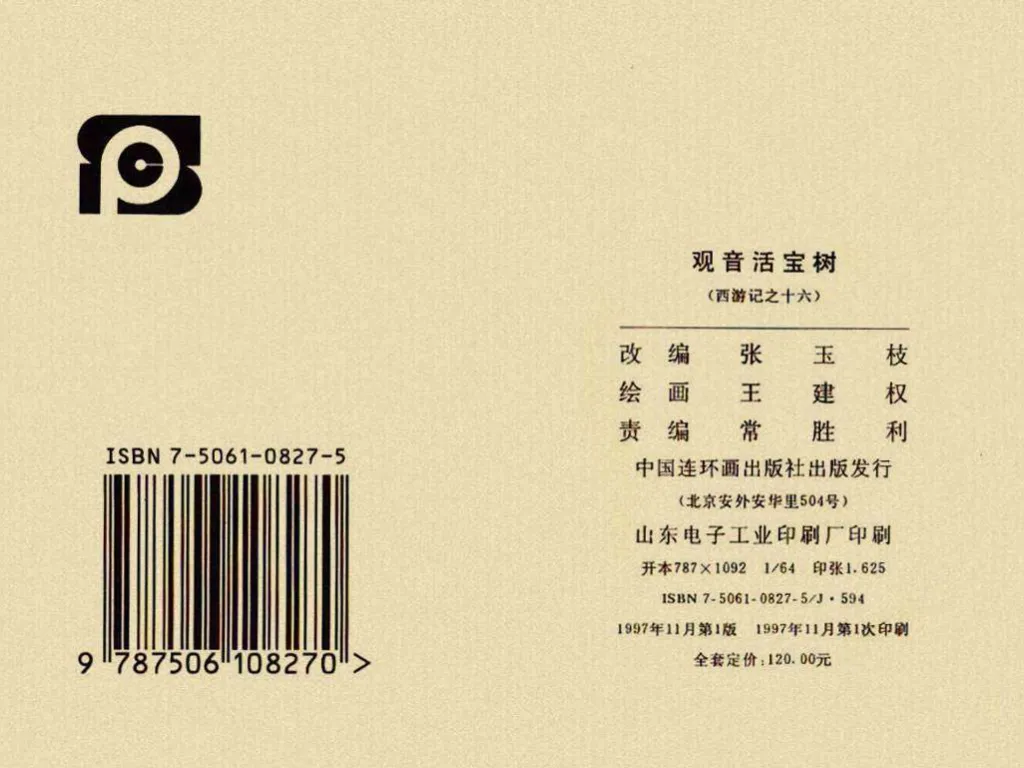 观音活宝树
（西游记之十六）
改编 张玉枝
绘画 王建权
责编 常胜利
中国连环画出版社出版发行
（北京安外安华里504号）
山东电子工业印刷厂印刷
开本787×1092 1/64 印张1.625
ISBN 7-5061-0827-5/J·594
1997年11月第1版 1997年11月第1次印刷
全套定价：120.00元
ISBN 7-5061-0827-5
9 787506 108270 >